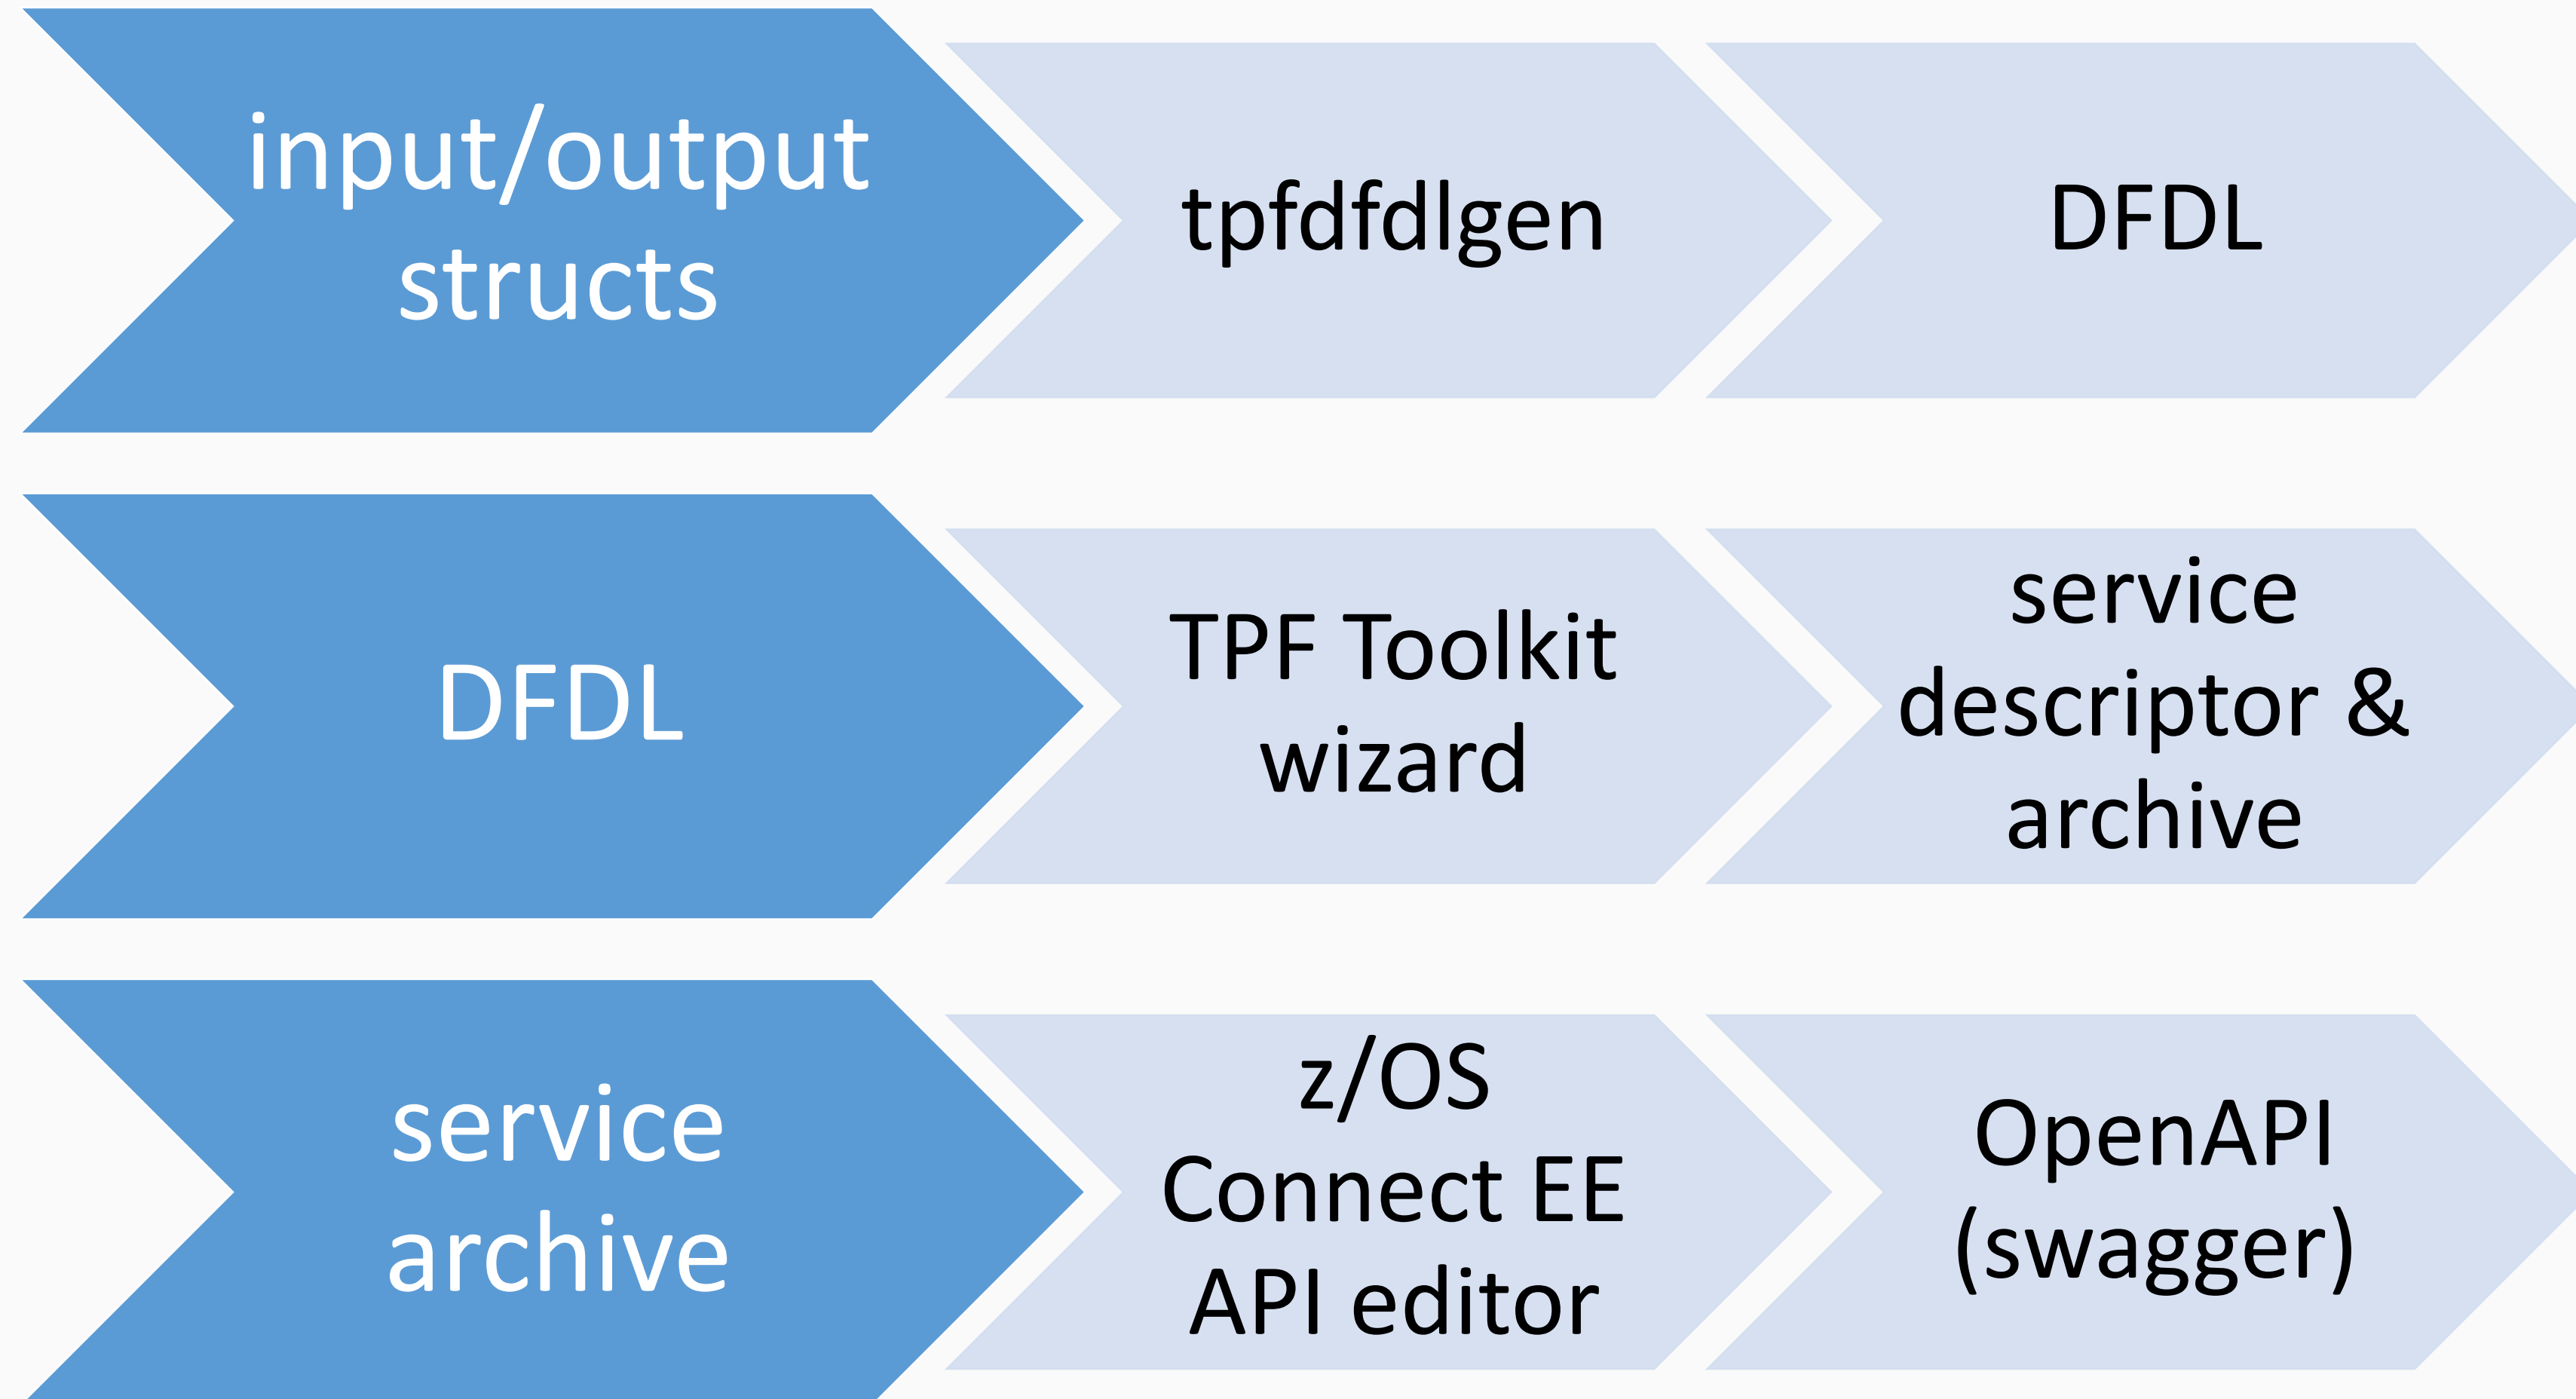 input/output
structs
tpfdfdlgen
DFDL
DFDL
TPF Toolkit
wizard
service
descriptor &
archive
service
archive
z/OS
Connect EE
API editor
OpenAPI
(swagger)